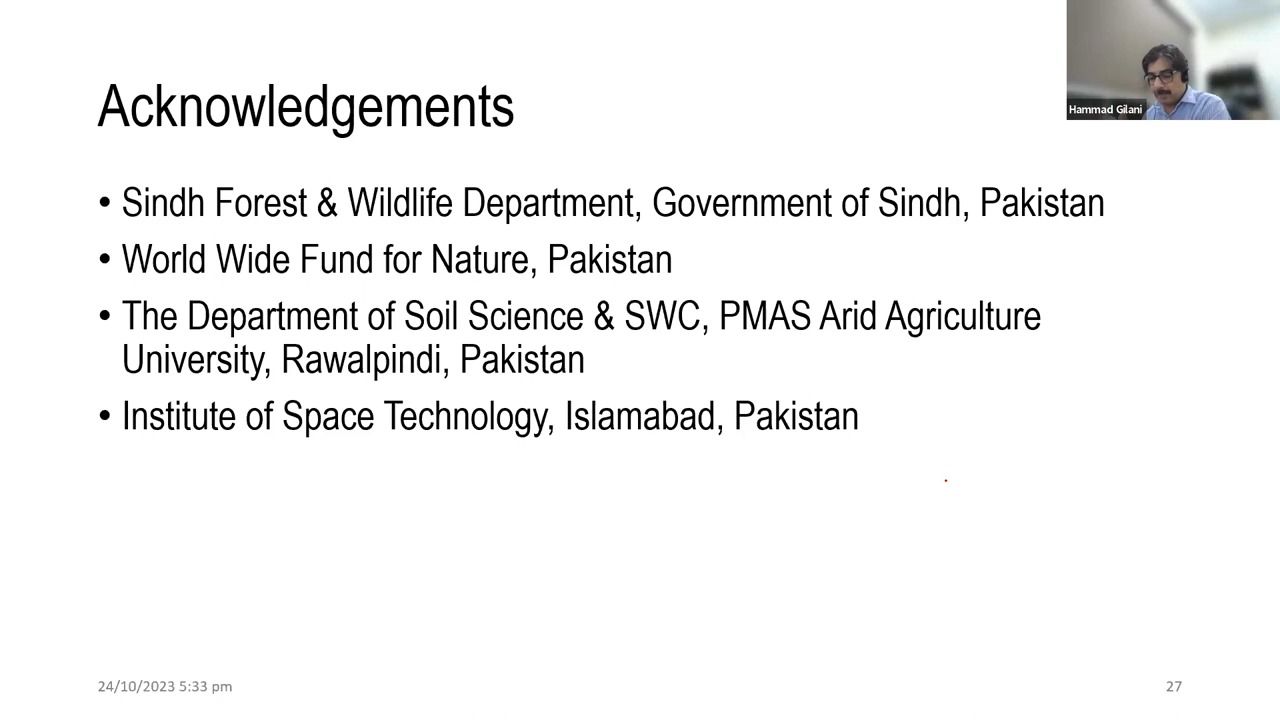 Hammad Gilani
Acknowledgements
• Sindh Forest & Wildlife Department, Government of Sindh, Pakistan
• World Wide Fund for Nature, Pakistan
• The Department of Soil Science & SWC, PMAS Arid Agriculture
University, Rawalpindi, Pakistan
• Institute of Space Technology, Islamabad, Pakistan
24/10/2023 5:33 pm
27